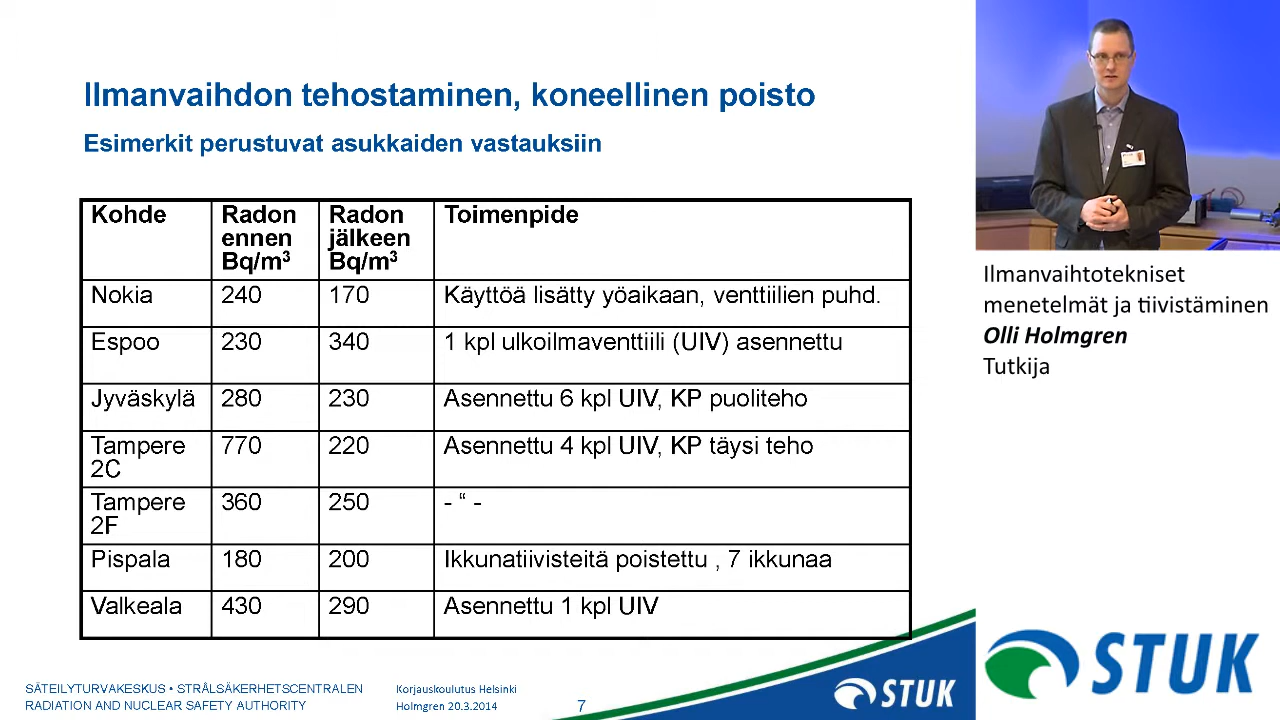 Ilmanvaihdon tehostaminen, koneellinen poisto
Esimerkit perustuvat asukkaiden vastauksiin
Kohde
Radon
ennen
Bq/m³
Radon
jälkeen
Bq/m³
Toimenpide
Nokia 240 170 Käyttöä lisätty yöaikaan, venttiilien puhd.
Espoo 230 340 1 kpl ulkoilmaventtiili (UIV) asennettu
Jyväskylä 280 230 Asennettu 6 kpl UIV, KP puoliteho
Tampere
2C
770 220 Asennettu 4 kpl UIV, KP täysi teho
Tampere
2F
360 250 - “ -
Pispala 180 200 Ikkunatiivisteitä poistettu , 7 ikkunaa
Valkeala 430 290 Asennettu 1 kpl UIV
SÄTEILYTURVAKESKUS • STRÅLSÄKERHETSCENTRALEN
RADIATION AND NUCLEAR SAFETY AUTHORITY
Korjauskoulutus Helsinki
Holmgren 20.3.2014
7
STUK
Ilmanvaihtotekniset
menetelmät ja tiivistäminen
Olli Holmgren
Tutkija
STUK